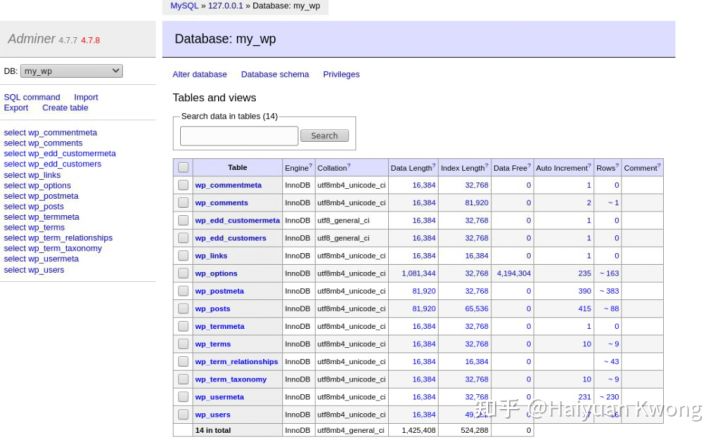 MySQL » 127.0.0.1 » Database: my_wp
Adminer 4.7.7 4.7.8
Database: my_wp
DB: my_wp
SQL command Import
Export Create table
select wp_commentmeta
select wp_comments
select wp_edd_customermeta
select wp_edd_customers
select wp_links
select wp_options
select wp_postmeta
select wp_posts
select wp_termmeta
select wp_terms
select wp_term_relationships
select wp_term_taxonomy
select wp_usermeta
select wp_users
Alter database Database schema Privileges
Tables and views
Search data in tables (14)
Search
Table Engine? Collation? Data Length? Index Length? Data Free? Auto Increment? Rows? Comment?
wp_commentmeta InnoDB utf8mb4_unicode_ci 16,384 32,768 0 1 0
wp_comments InnoDB utf8mb4_unicode_ci 16,384 81,920 0 2 ~ 1
wp_edd_customermeta InnoDB utf8_general_ci 16,384 32,768 0 1 0
wp_edd_customers InnoDB utf8_general_ci 16,384 32,768 0 1 0
wp_links InnoDB utf8mb4_unicode_ci 16,384 16,384 0 1 0
wp_options InnoDB utf8mb4_unicode_ci 1,081,344 32,768 4,194,304 235 ~ 163
wp_postmeta InnoDB utf8mb4_unicode_ci 81,920 32,768 0 390 ~ 383
wp_posts InnoDB utf8mb4_unicode_ci 81,920 65,536 0 415 ~ 88
wp_termmeta InnoDB utf8mb4_unicode_ci 16,384 32,768 0 1 0
wp_terms InnoDB utf8mb4_unicode_ci 16,384 32,768 0 10 ~ 9
wp_term_relationships InnoDB utf8mb4_unicode_ci 16,384 16,384 0 ~ 43
wp_term_taxonomy InnoDB utf8mb4_unicode_ci 16,384 32,768 0 10 ~ 9
wp_usermeta InnoDB utf8mb4_unicode_ci 16,384 32,768 0 231 ~ 230
wp_users InnoDB utf8mb4_unicode_ci 16,384
14 in total InnoDB utf8mb4_general_ci 1,425,408 524,288 0
知乎 @Haiyuan Kwong